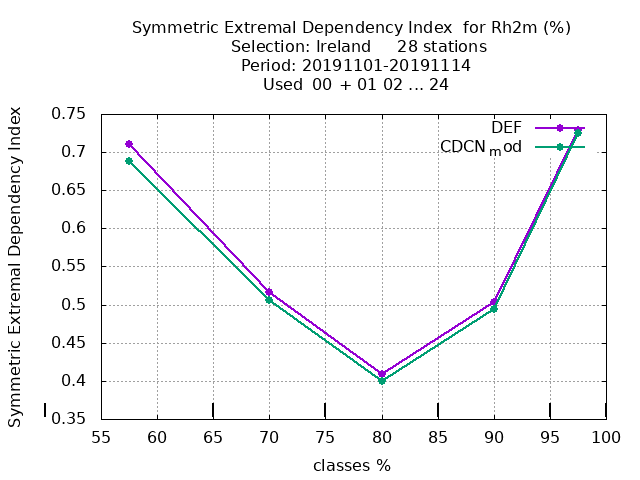 Symmetric Extremal Dependency Index for Rh2m (%)
Selection: Ireland 28 stations
Period: 20191101-20191114
Used 00 + 01 02 ... 24
Symmetric Extremal Dependency Index
0.75
0.7
0.65
0.6
0.55
0.5
0.45
0.4
0.35
DEF
CDCN_mod
55 60 65 70 75 80 85 90 95 100
classes %